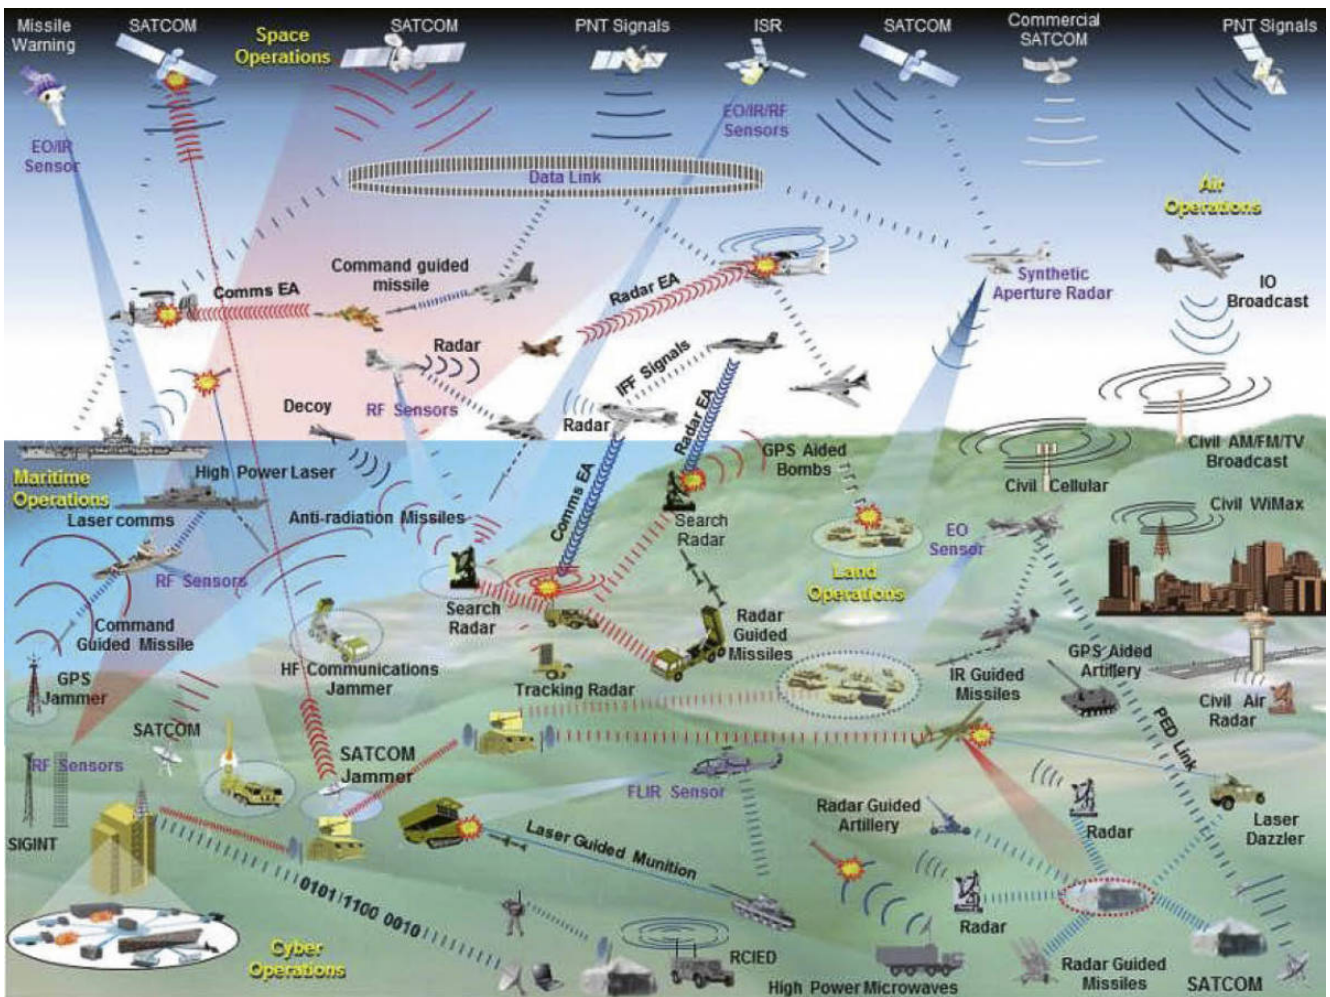 Missile
Warning
SATCOM
Space
Operations
SATCOM
PNT Signals
ISR
SATCOM
Commercial
SATCOM
PNT Signals
EO/IR
Sensor
EO/IR/RF
Sensors
Data Link
Air
Operations
Command guided
missile
Comms EA
Radar EA
Synthetic
Aperture Radar
IO
Broadcast
Radar
IFF Signals
Decoy
RF Sensors
Radar
Radar EA
GPS Aided
Bombs
Civil AM/FM/TV
Broadcast
Maritime
Operations
High Power Laser
Civil Cellular
Civil WiMax
Laser comms
Anti-radiation Missiles
Comms EA
Search
Radar
EO
Sensor
RF Sensors
Land
Operations
Search
Radar
Command
Guided Missile
Radar
Guided
Missiles
GPS
Jammer
HF Communications
Jammer
Tracking Radar
IR Guided
Missiles
GPS Aided
Artillery
Civil Air
Radar
SATCOM
PED Link
RF Sensors
SATCOM
Jammer
FLIR Sensor
Radar Guided
Artillery
Radar
Laser
Dazzler
SIGINT
Laser Guided Munition
0101/1100 0010
Radar
Cyber
Operations
RCIED
High Power Microwaves
Radar Guided
Missiles
SATCOM